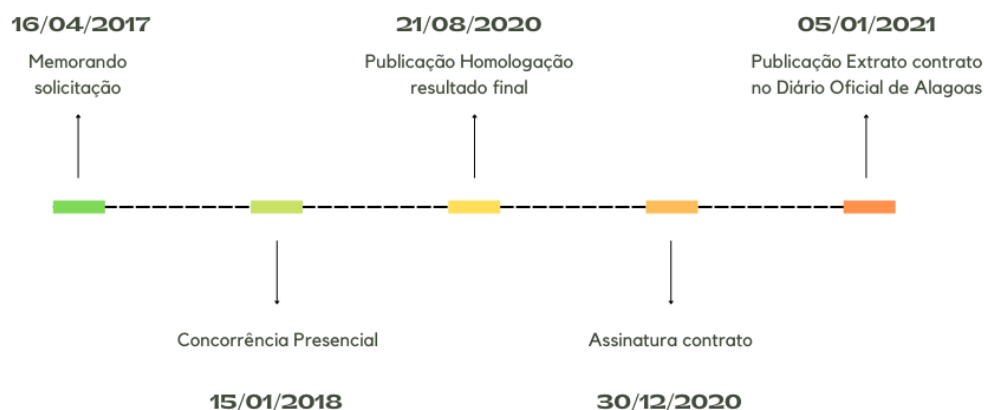 16/04/2017
Memorando
solicitação
21/08/2020
Publicação Homologação
resultado final
05/01/2021
Publicação Extrato contrato
no Diário Oficial de Alagoas
Concorrência Presencial
15/01/2018
Assinatura contrato
30/12/2020